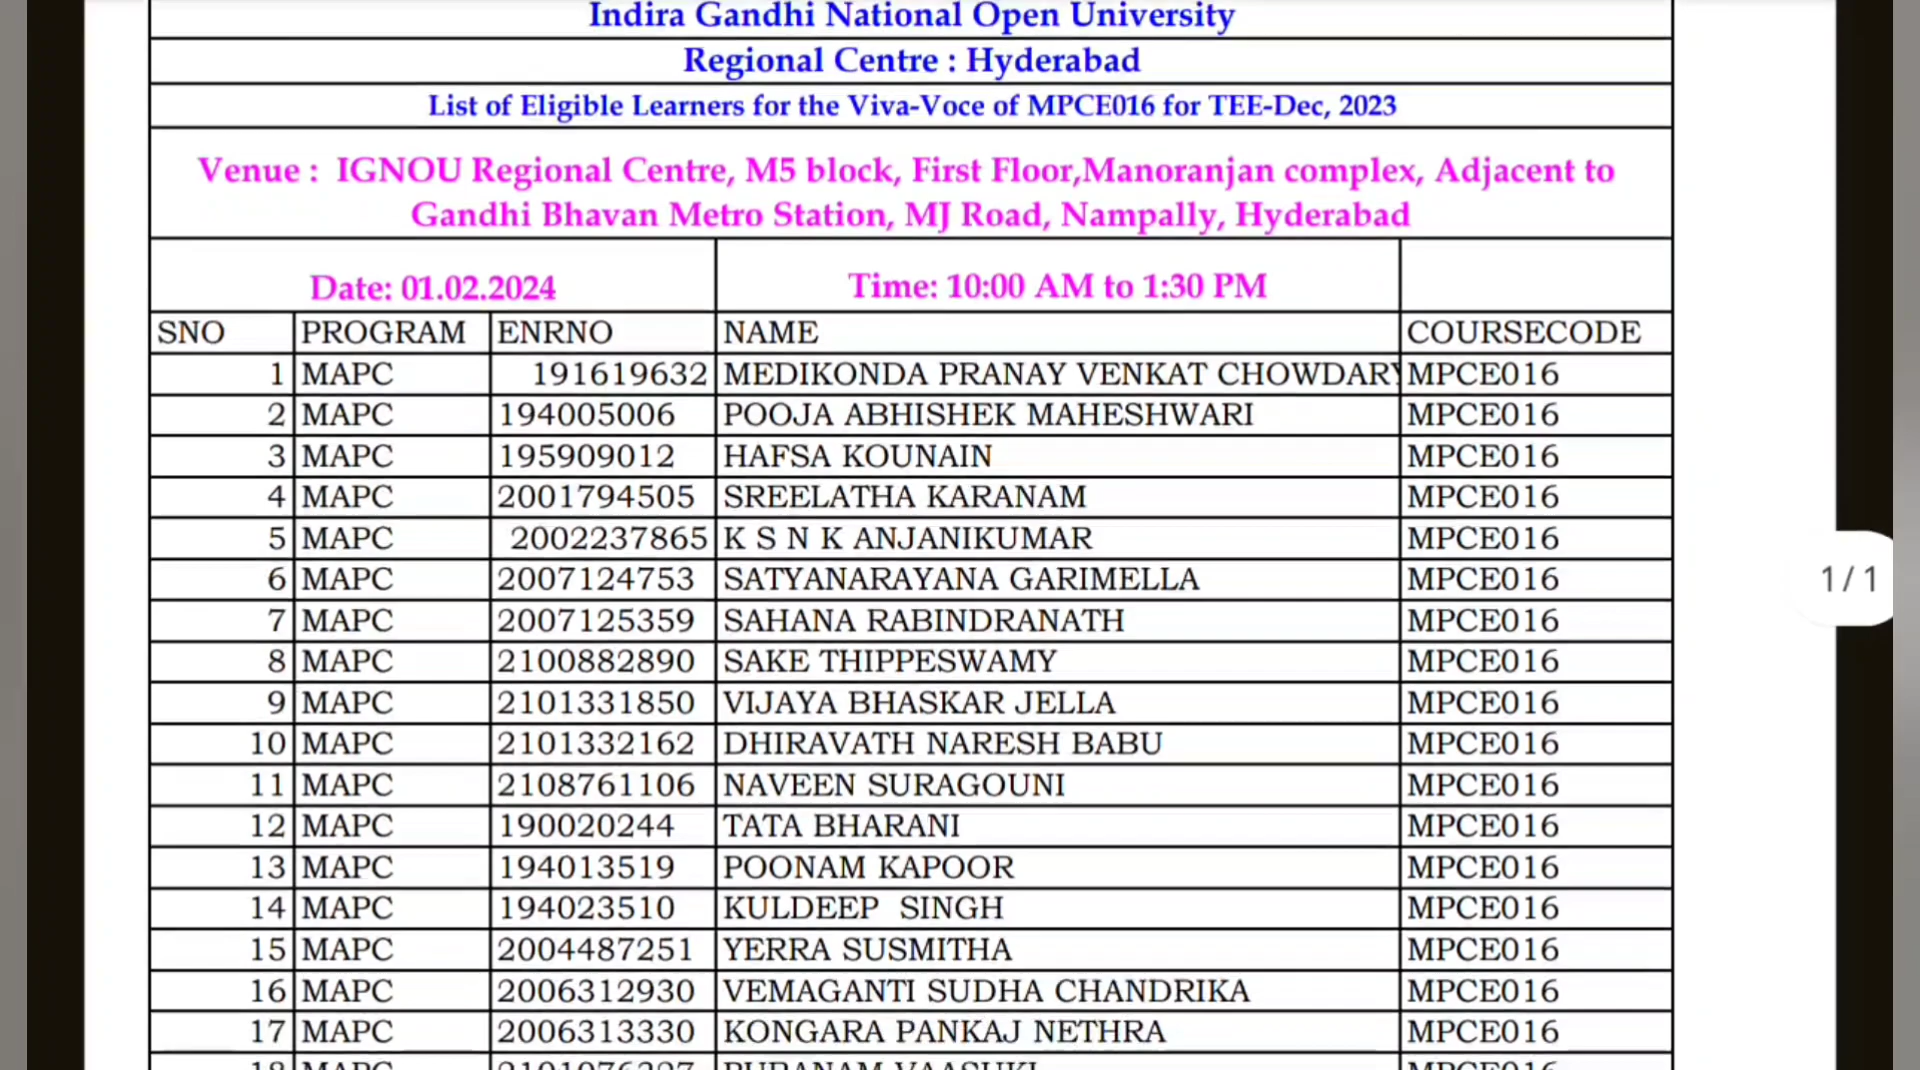 Indira Gandhi National Open University
Regional Centre : Hyderabad
List of Eligible Learners for the Viva-Voce of MPCE016 for TEE-Dec, 2023
Venue : IGNOU Regional Centre, M5 block, First Floor,Manoranjan complex, Adjacent to
Gandhi Bhavan Metro Station, MJ Road, Nampally, Hyderabad
Date: 01.02.2024 Time: 10:00 AM to 1:30 PM
SNO PROGRAM ENRNO NAME COURSECODE
1 MAPC 191619632 MEDIKONDA PRANAY VENKAT CHOWDARY MPCE016
2 MAPC 194005006 POOJA ABHISHEK MAHESHWARI MPCE016
3 MAPC 195909012 HAFSA KOUNAIN MPCE016
4 MAPC 2001794505 SREELATHA KARANAM MPCE016
5 MAPC 2002237865 K S N K ANJANIKUMAR MPCE016
6 MAPC 2007124753 SATYANARAYANA GARIMELLA MPCE016
7 MAPC 2007125359 SAHANA RABINDRANATH MPCE016
8 MAPC 2100882890 SAKE THIPPESWAMY MPCE016
9 MAPC 2101331850 VIJAYA BHASKAR JELLA MPCE016
10 MAPC 2101332162 DHIRAVATH NARESH BABU MPCE016
11 MAPC 2108761106 NAVEEN SURAGOUNI MPCE016
12 MAPC 190020244 TATA BHARANI MPCE016
13 MAPC 194013519 POONAM KAPOOR MPCE016
14 MAPC 194023510 KULDEEP SINGH MPCE016
15 MAPC 2004487251 YERRA SUSMITHA MPCE016
16 MAPC 2006312930 VEMAGANTI SUDHA CHANDRIKA MPCE016
17 MAPC 2006313330 KONGARA PANKAJ NETHRA MPCE016
18 MAPC PURANAM VAASUKI MPCE016
1 / 1